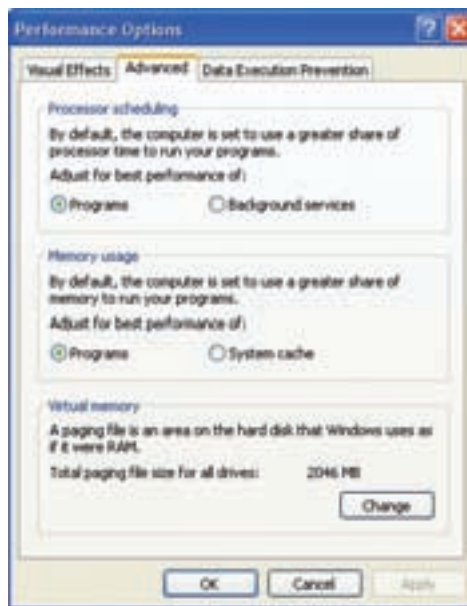 Performance Options
Visual Effects
Advanced
Data Execution Prevention
Processor scheduling
By default, the computer is set to use a greater share of
processor time to run your programs.
Adjust for best performance of:
Programs
Background services
Memory usage
By default, the computer is set to use a greater share of
memory to run your programs.
Adjust for best performance of:
Programs
System cache
Virtual memory
A paging file is an area on the hard disk that Windows uses as
if it were RAM.
Total paging file size for all drives:
2046 MB
Change
OK
Cancel
Apply